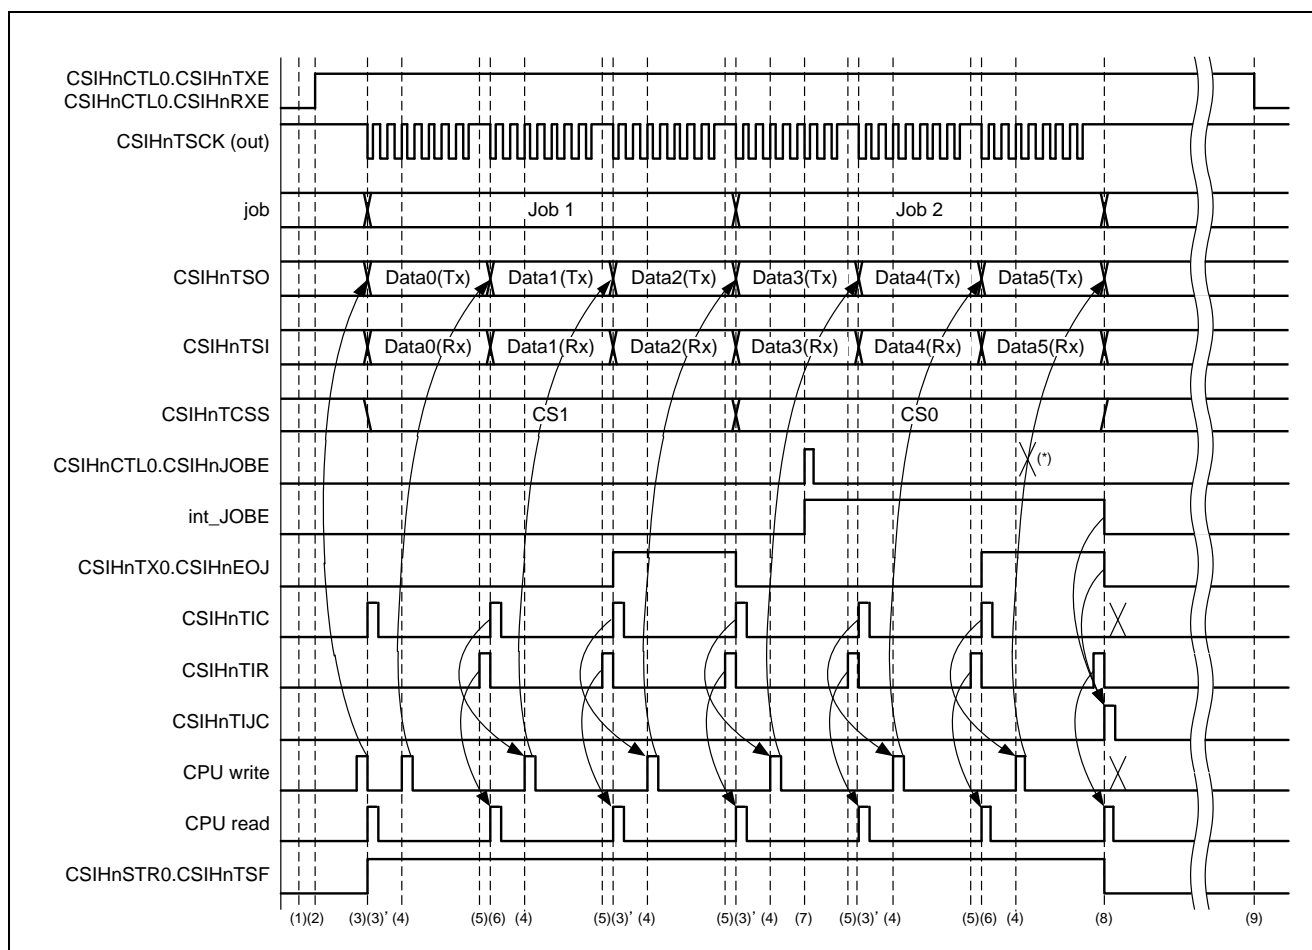 CSIHnCTL0.CSIHnTXE
CSIHnCTL0.CSIHnRXE
CSIHnTSCK (out)
job Job 1 Job 2
CSIHnTSO Data0(Tx) Data1(Tx) Data2(Tx) Data3(Tx) Data4(Tx) Data5(Tx)
CSIHnTSI Data0(Rx) Data1(Rx) Data2(Rx) Data3(Rx) Data4(Rx) Data5(Rx)
CSIHnTCSS CS1 CS0
CSIHnCTL0.CSIHnJOBE (*)
int_JOBE
CSIHnTX0.CSIHnEOJ
CSIHnTIC
CSIHnTIR
CSIHnTIJC
CPU write
CPU read
CSIHnSTR0.CSIHnTSF
(1)(2) (3)(3)' (4) (5)(6) (4) (5)(3)' (4) (5)(3)' (4) (7) (5)(3)' (4) (5)(6) (4) (8) (9)